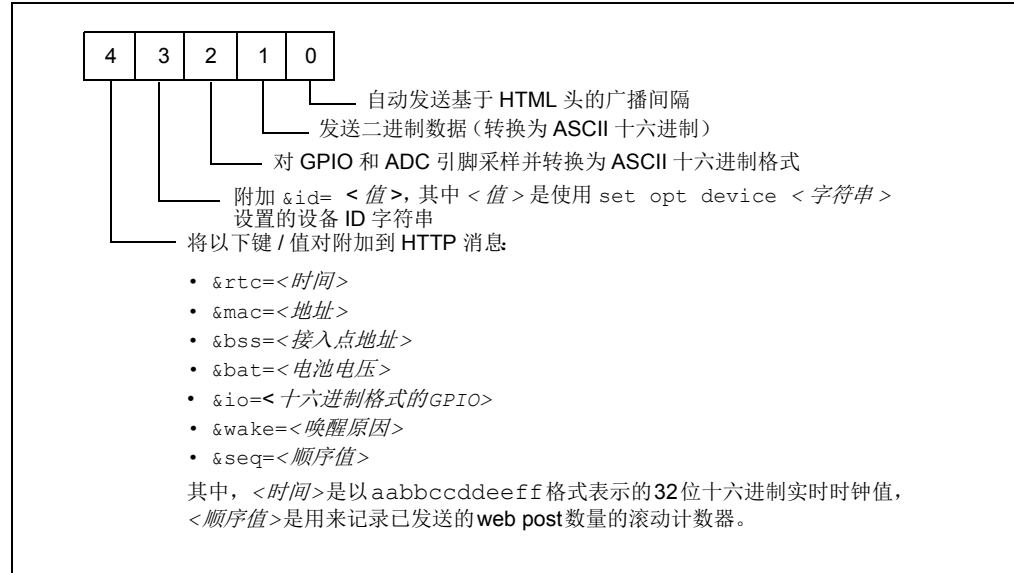 4 3 2 1 0
自动发送基于 HTML 头的广播间隔
发送二进制数据（转换为 ASCII 十六进制）
对 GPIO 和 ADC 引脚采样并转换为 ASCII 十六进制格式
附加 &id= < 值 >, 其中 < 值 > 是使用 set opt device < 字符串 >
设置的设备 ID 字符串
将以下键 / 值对附加到 HTTP 消息:
• &rtc=<时间>
• &mac=<地址>
• &bss=<接入点地址>
• &bat=<电池电压>
• &io=<十六进制格式的GPIO>
• &wake=<唤醒原因>
• &seq=<顺序值>
其中，<时间>是以aabbccddeeff格式表示的32位十六进制实时时钟值，
<顺序值>是用来记录已发送的web post数量的滚动计数器。